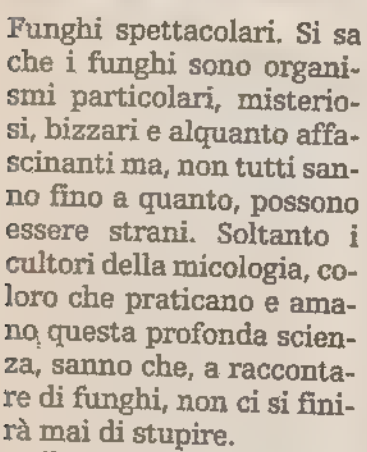 Funghi spettacolari. Si sa
che i funghi sono organi-
smi particolari, misterio-
si, bizzari e alquanto affa-
scinanti ma, non tutti san-
no fino a quanto, possono
essere strani. Soltanto i
cultori della micologia, co-
loro che praticano e ama-
no, questa profonda scien-
za, sanno che, a racconta-
re di funghi, non ci si fini-
rà mai di stupire.